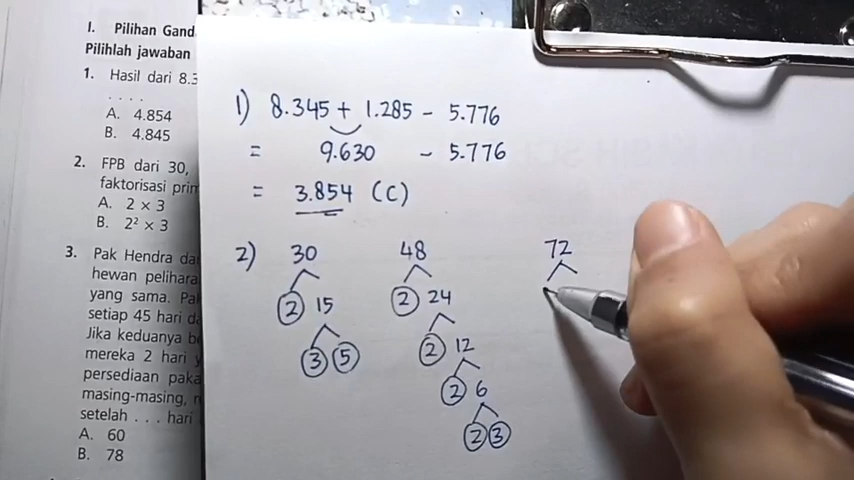 I. Pilihan Gand
Pilihlah jawaban
1. Hasil dari 8.3
. . . .
A. 4.854
B. 4.845
2. FPB dari 30,
faktorisasi prim
A. 2 × 3
B. 2² × 3
3. Pak Hendra dan
hewan pelihara
yang sama. Pak
setiap 45 hari da
Jika keduanya b
mereka 2 hari y
persediaan paka
masing-masing, m
setelah . . . hari
A. 60
B. 78
1) 8.345 + 1.285 - 5.776
= 9.630 - 5.776
= 3.854 (C)
2) 30 48 72
2 15 2 24
3 5 2 12
2 6
2 3